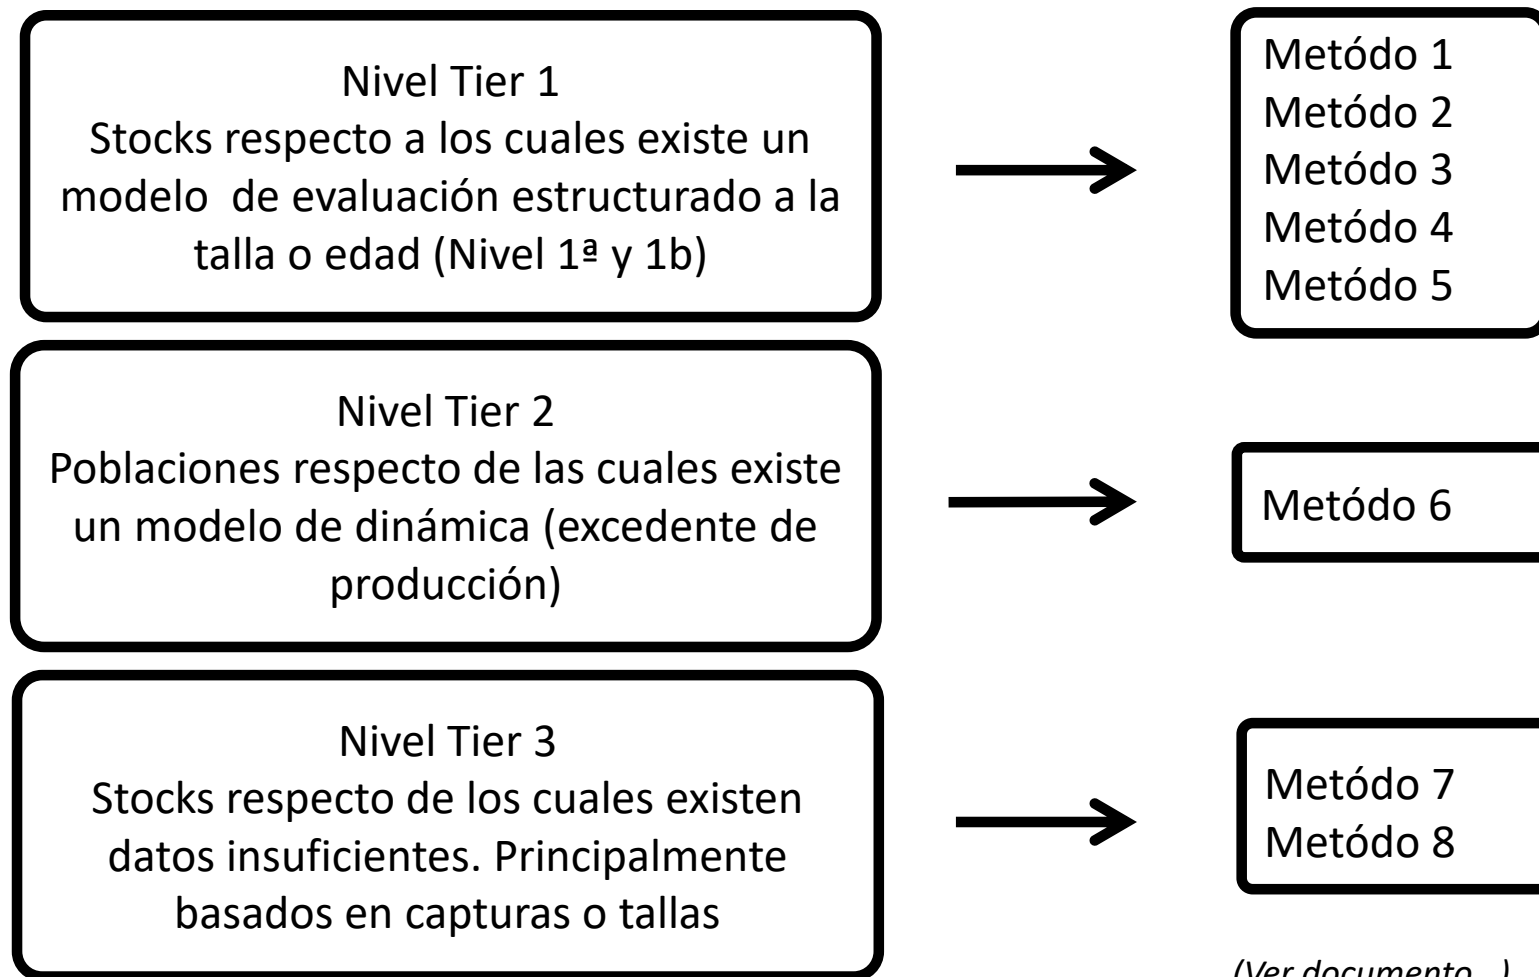 Nivel Tier 1
Stocks respecto a los cuales existe un
modelo de evaluación estructurado a la
talla o edad (Nivel 1ª y 1b)
Metódo 1
Metódo 2
Metódo 3
Metódo 4
Metódo 5
Nivel Tier 2
Poblaciones respecto de las cuales existe
un modelo de dinámica (excedente de
producción)
Metódo 6
Nivel Tier 3
Stocks respecto de los cuales existen
datos insuficientes. Principalmente
basados en capturas o tallas
Metódo 7
Metódo 8
(Ver documento...)